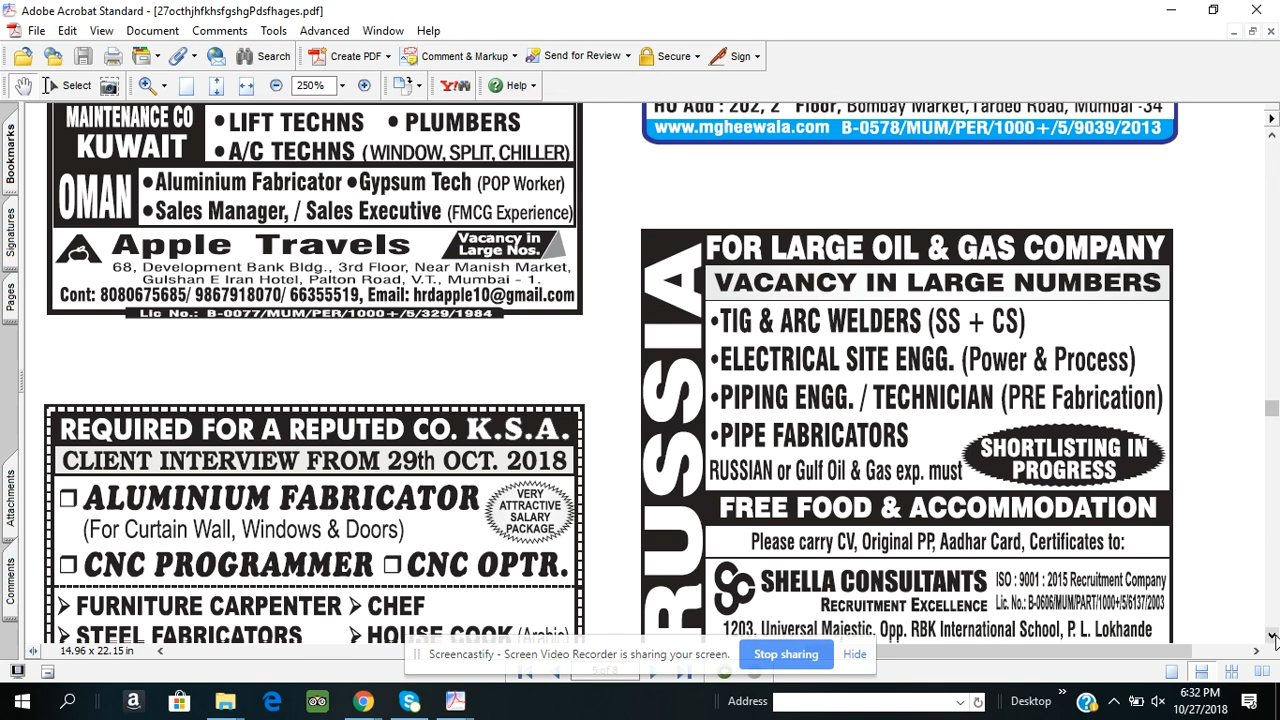 Adobe Acrobat Standard - [27octhjhfkhsfgshgPdsfhages.pdf]
File Edit View Document Comments Tools Advanced Window Help
Search Create PDF Comment & Markup Send for Review Secure Sign
Select 250% Y! Help
Bookmarks
Signatures
Pages
Attachments
Comments
MAINTENANCE CO
KUWAIT
• LIFT TECHNS • PLUMBERS
• A/C TECHNS (WINDOW, SPLIT, CHILLER)
OMAN
•Aluminium Fabricator •Gypsum Tech (POP Worker)
•Sales Manager, / Sales Executive (FMCG Experience)
Apple Travels
Vacancy in
Large Nos.
68, Development Bank Bldg., 3rd Floor, Near Manish Market,
Gulshan E Iran Hotel, Palton Road, V.T., Mumbai - 1.
Cont: 8080675685/ 9867918070/ 66355519, Email: hrdapple10@gmail.com
Lic No.: B-0077/MUM/PER/1000+/5/329/1984
REQUIRED FOR A REPUTED CO. K.S.A.
CLIENT INTERVIEW FROM 29th OCT. 2018
❒ ALUMINIUM FABRICATOR
(For Curtain Wall, Windows & Doors)
VERY
ATTRACTIVE
SALARY
PACKAGE
❒ CNC PROGRAMMER ❒ CNC OPTR.
➢ FURNITURE CARPENTER ➢ CHEF
➢ STEEL FABRICATORS ➢ HOUSE COOK (Arabic)
HO Add : 202, 2 Floor, Bombay Market, Tardeo Road, Mumbai -34
www.mgheewala.com B-0578/MUM/PER/1000+/5/9039/2013
RUSSIA
FOR LARGE OIL & GAS COMPANY
VACANCY IN LARGE NUMBERS
•TIG & ARC WELDERS (SS + CS)
•ELECTRICAL SITE ENGG. (Power & Process)
•PIPING ENGG. / TECHNICIAN (PRE Fabrication)
•PIPE FABRICATORS
RUSSIAN or Gulf Oil & Gas exp. must
SHORTLISTING IN
PROGRESS
FREE FOOD & ACCOMMODATION
Please carry CV, Original PP, Aadhar Card, Certificates to:
SHELLA CONSULTANTS
RECRUITMENT EXCELLENCE
ISO : 9001 : 2015 Recruitment Company
Lic. No.: B-0606/MUM/PART/1000+/5/6137/2003
1203, Universal Majestic, Opp. RBK International School, P. L. Lokhande
14.96 x 22.15 in
Screencastify - Screen Video Recorder is sharing your screen. Stop sharing Hide
5 of 8
Address Desktop
6:32 PM
10/27/2018